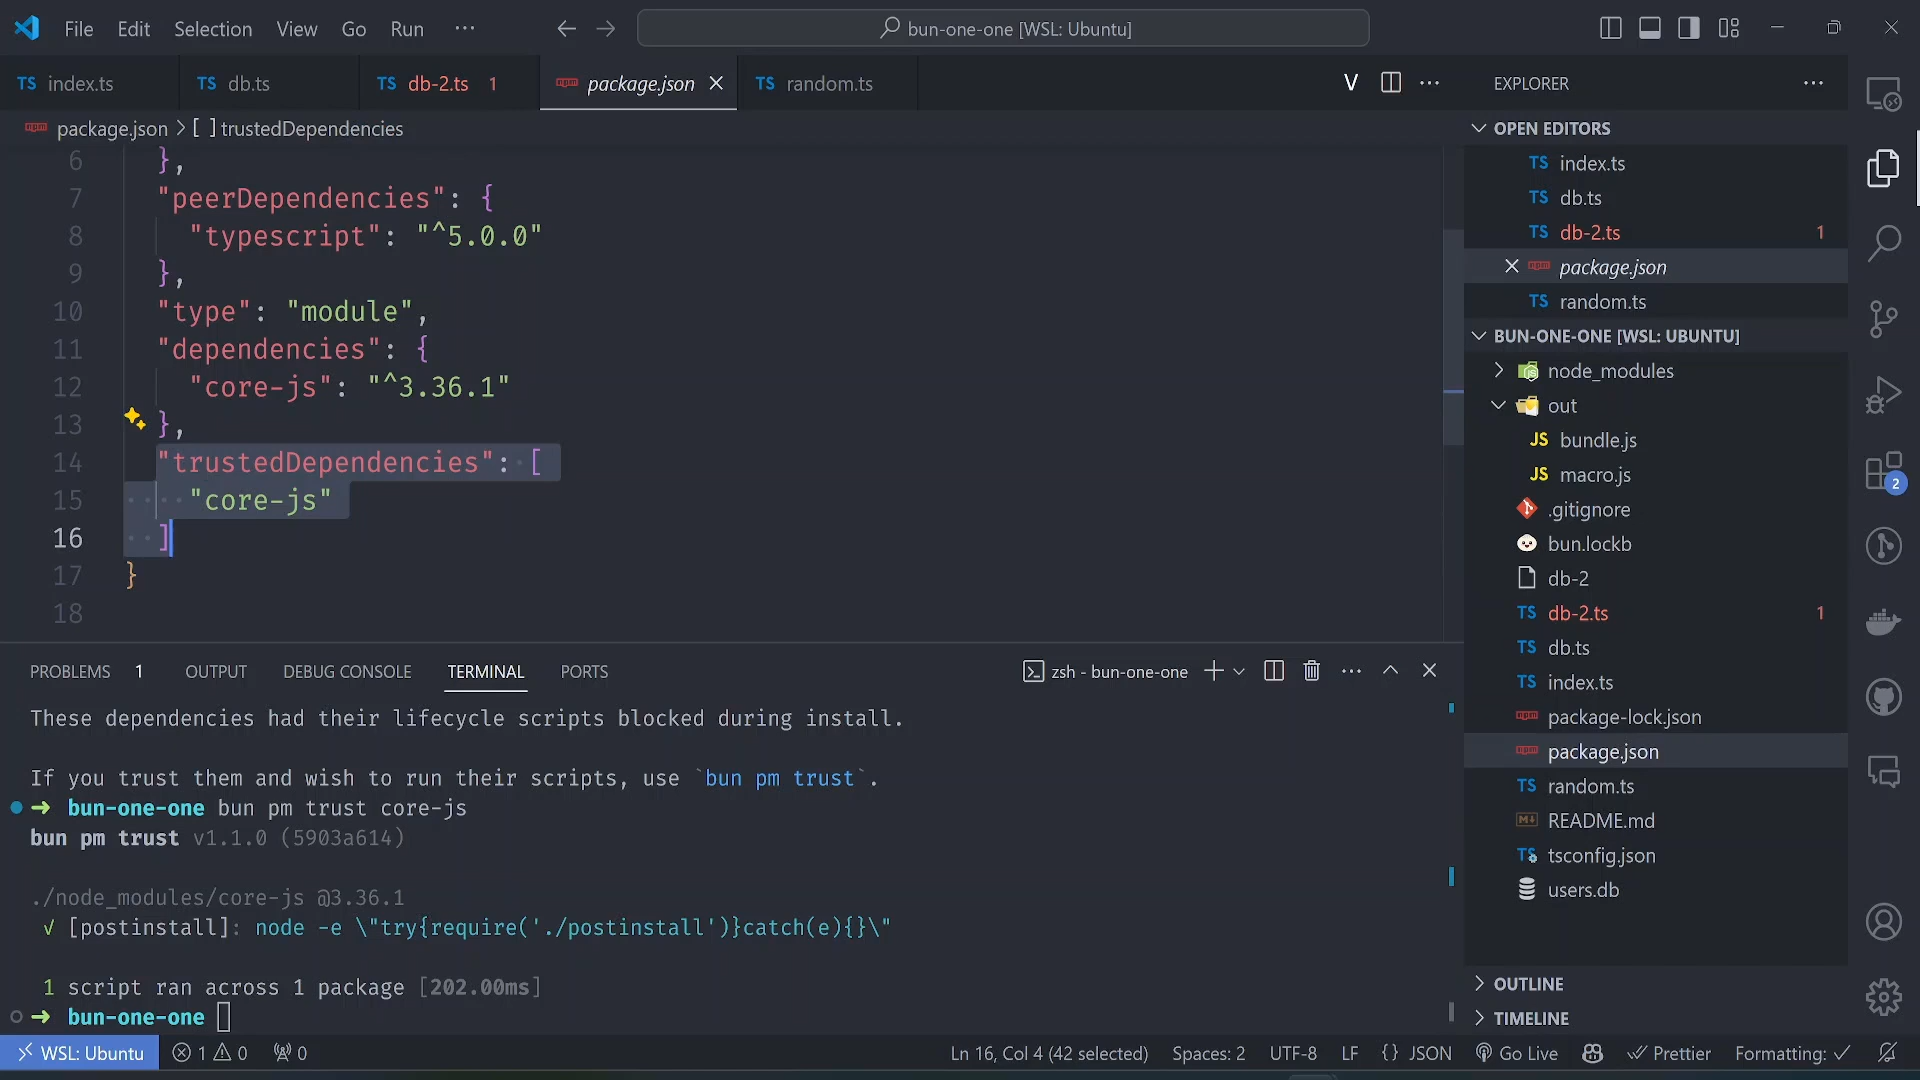 File Edit Selection View Go Run ···
bun-one-one [WSL: Ubuntu]
TS index.ts
TS db.ts
TS db-2.ts 1
npm package.json
TS random.ts
V
EXPLORER
npm package.json > [ ] trustedDependencies
OPEN EDITORS
TS index.ts
TS db.ts
TS db-2.ts 1
npm package.json
TS random.ts
BUN-ONE-ONE [WSL: UBUNTU]
node_modules
out
JS bundle.js
JS macro.js
.gitignore
bun.lockb
db-2
TS db-2.ts 1
TS db.ts
TS index.ts
npm package-lock.json
npm package.json
TS random.ts
README.md
TS tsconfig.json
users.db
OUTLINE
TIMELINE
2
6 },
7 "peerDependencies": {
8 "typescript": "^5.0.0"
9 },
10 "type": "module",
11 "dependencies": {
12 "core-js": "^3.36.1"
13 },
14 "trustedDependencies": [
15 "core-js"
16 ]
17 }
18
PROBLEMS 1 OUTPUT DEBUG CONSOLE TERMINAL PORTS
zsh - bun-one-one
These dependencies had their lifecycle scripts blocked during install.
If you trust them and wish to run their scripts, use `bun pm trust`.
➜ bun-one-one bun pm trust core-js
bun pm trust v1.1.0 (5903a614)
./node_modules/core-js @3.36.1
✓ [postinstall]: node -e \"try{require('./postinstall')}catch(e){}\"
1 script ran across 1 package [202.00ms]
➜ bun-one-one
WSL: Ubuntu 1 0 0
Ln 16, Col 4 (42 selected) Spaces: 2 UTF-8 LF {} JSON Go Live Prettier Formatting: ✓